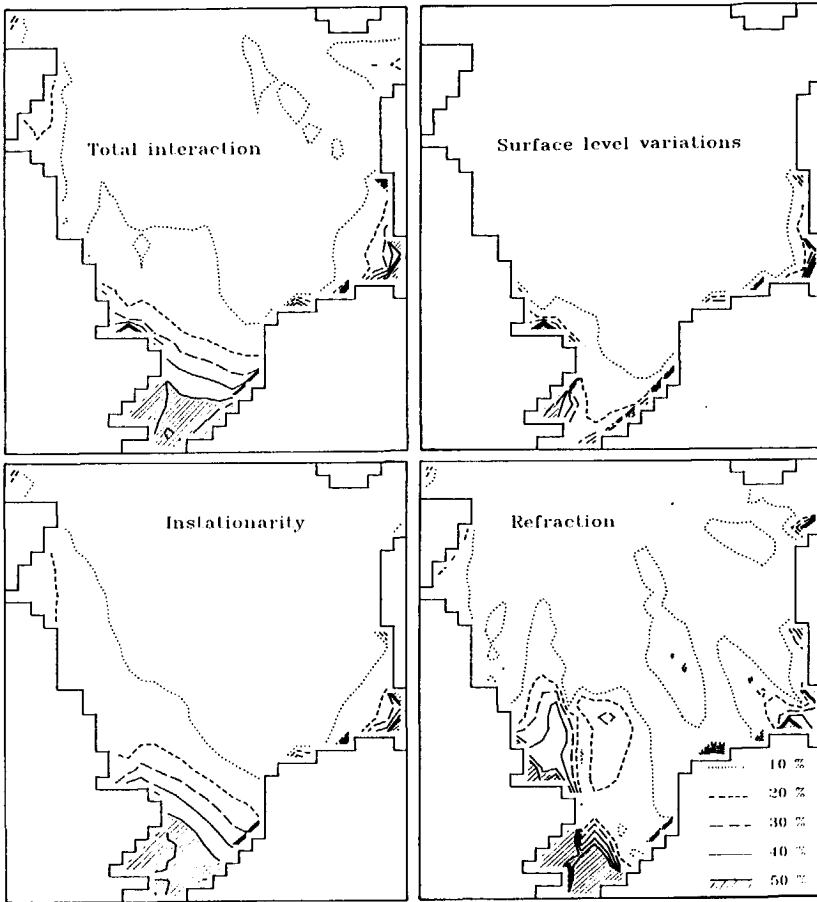 Total interaction
Surface level variations
Instationarity
Refraction
10 %
20 %
30 %
40 %
50 %